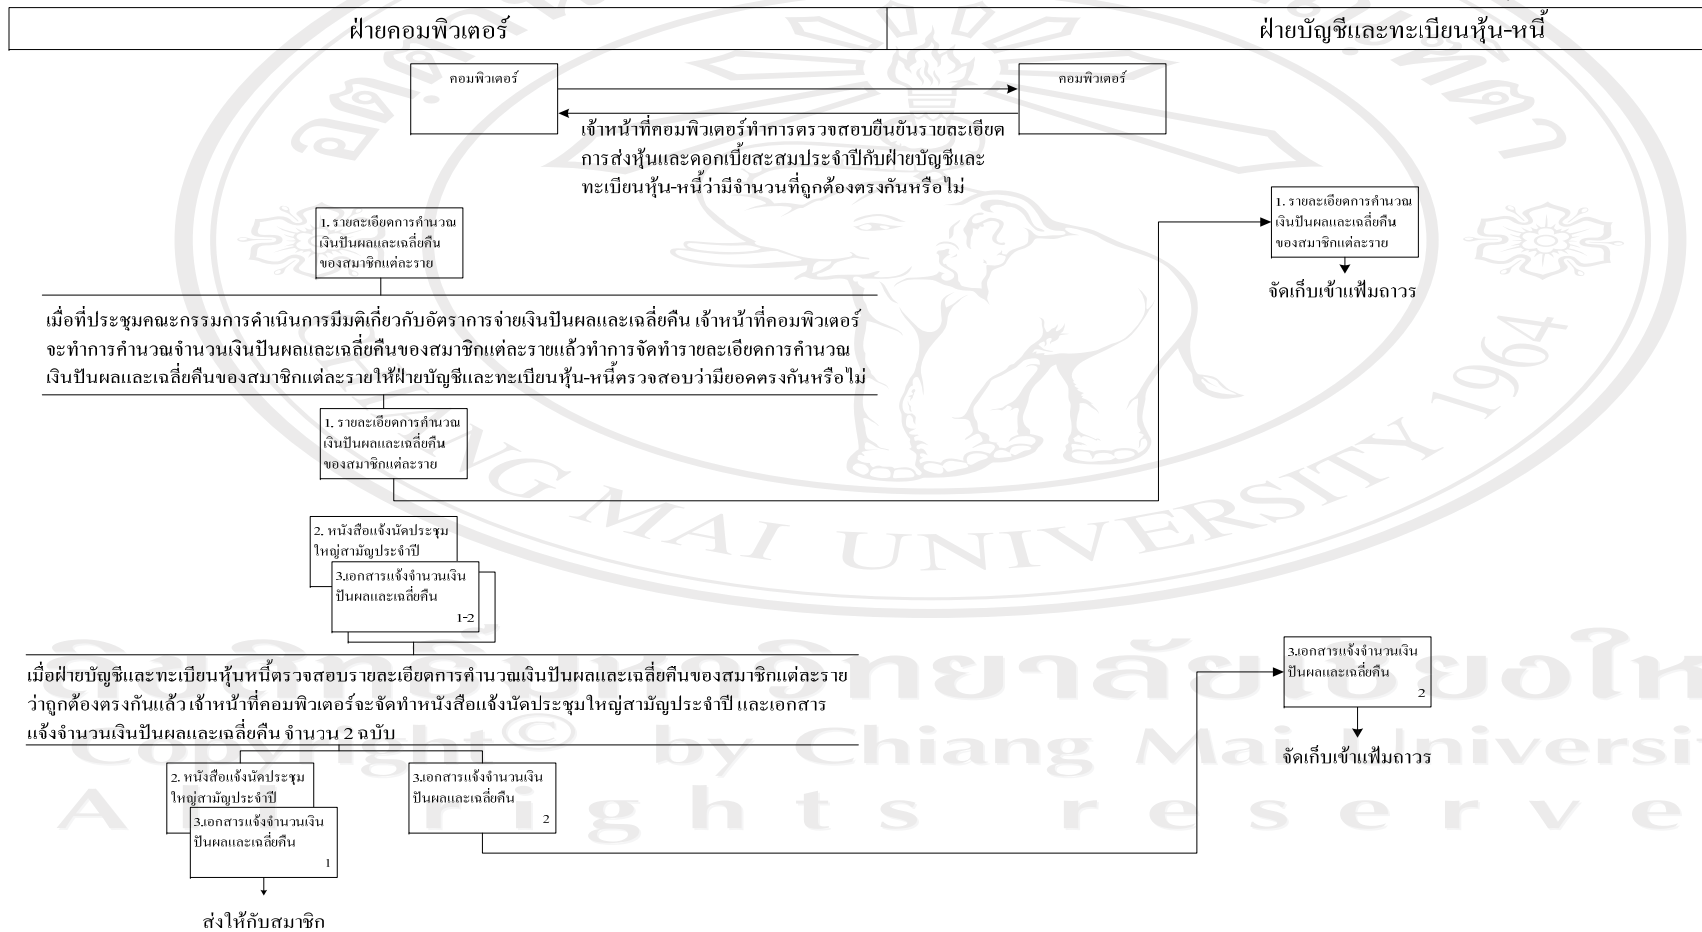 ฝ่ายคอมพิวเตอร์
ฝ่ายบัญชีและทะเบียนหุ้น-หนี้
คอมพิวเตอร์
คอมพิวเตอร์
เจ้าหน้าที่คอมพิวเตอร์ทำการตรวจสอบยืนยันรายละเอียด
การส่งหุ้นและดอกเบี้ยสะสมประจำปีกับฝ่ายบัญชีและ
ทะเบียนหุ้น-หนี้ว่ามีจำนวนที่ถูกต้องตรงกันหรือไม่
1. รายละเอียดการคำนวณ
เงินปันผลและเฉลี่ยคืน
ของสมาชิกแต่ละราย
1. รายละเอียดการคำนวณ
เงินปันผลและเฉลี่ยคืน
ของสมาชิกแต่ละราย
จัดเก็บเข้าแฟ้มถาวร
เมื่อที่ประชุมคณะกรรมการดำเนินการมีมติเกี่ยวกับอัตราการจ่ายเงินปันผลและเฉลี่ยคืน เจ้าหน้าที่คอมพิวเตอร์
จะทำการคำนวณจำนวนเงินปันผลและเฉลี่ยคืนของสมาชิกแต่ละรายแล้วทำการจัดทำรายละเอียดการคำนวณ
เงินปันผลและเฉลี่ยคืนของสมาชิกแต่ละรายให้ฝ่ายบัญชีและทะเบียนหุ้น-หนี้ตรวจสอบว่ามียอดตรงกันหรือไม่
1. รายละเอียดการคำนวณ
เงินปันผลและเฉลี่ยคืน
ของสมาชิกแต่ละราย
2. หนังสือแจ้งนัดประชุม
ใหญ่สามัญประจำปี
3.เอกสารแจ้งจำนวนเงิน
ปันผลและเฉลี่ยคืน
1-2
เมื่อฝ่ายบัญชีและทะเบียนหุ้นหนี้ตรวจสอบรายละเอียดการคำนวณเงินปันผลและเฉลี่ยคืนของสมาชิกแต่ละราย
ว่าถูกต้องตรงกันแล้ว เจ้าหน้าที่คอมพิวเตอร์จะจัดทำหนังสือแจ้งนัดประชุมใหญ่สามัญประจำปี และเอกสาร
แจ้งจำนวนเงินปันผลและเฉลี่ยคืน จำนวน 2 ฉบับ
3.เอกสารแจ้งจำนวนเงิน
ปันผลและเฉลี่ยคืน
2
จัดเก็บเข้าแฟ้มถาวร
2. หนังสือแจ้งนัดประชุม
ใหญ่สามัญประจำปี
3.เอกสารแจ้งจำนวนเงิน
ปันผลและเฉลี่ยคืน
1
3.เอกสารแจ้งจำนวนเงิน
ปันผลและเฉลี่ยคืน
2
ส่งให้กับสมาชิก
CHIANG MAI UNIVERSITY 1964
Copyright© by Chiang Mai
All rights